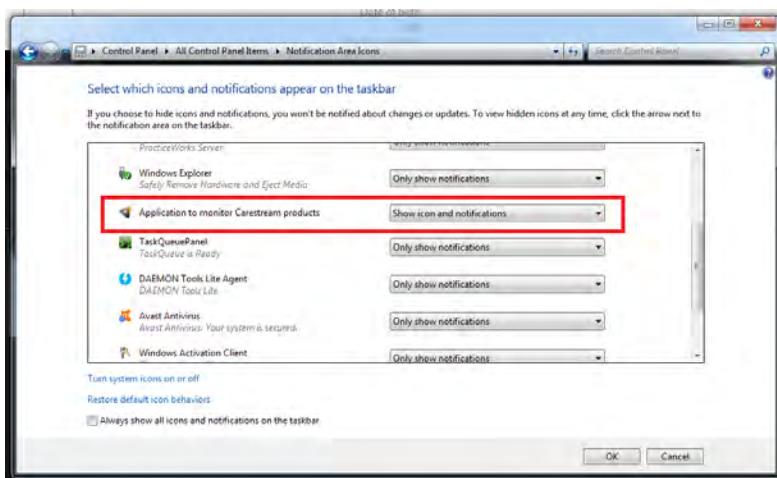 Date of birth
Control Panel ▸ All Control Panel Items ▸ Notification Area Icons
Search Control Panel
Select which icons and notifications appear on the taskbar
If you choose to hide icons and notifications, you won't be notified about changes or updates. To view hidden icons at any time, click the arrow next to
the notification area on the taskbar.
PracticeWorks Server
Only show notifications
Windows Explorer
Only show notifications
Safely Remove Hardware and Eject Media
Application to monitor Carestream products
Show icon and notifications
TaskQueuePanel
Only show notifications
TaskQueue is Ready
DAEMON Tools Lite Agent
Only show notifications
DAEMON Tools Lite
Avast Antivirus
Only show notifications
Avast Antivirus: Your system is secured.
Windows Activation Client
Only show notifications
Turn system icons on or off
Restore default icon behaviors
Always show all icons and notifications on the taskbar
OK
Cancel